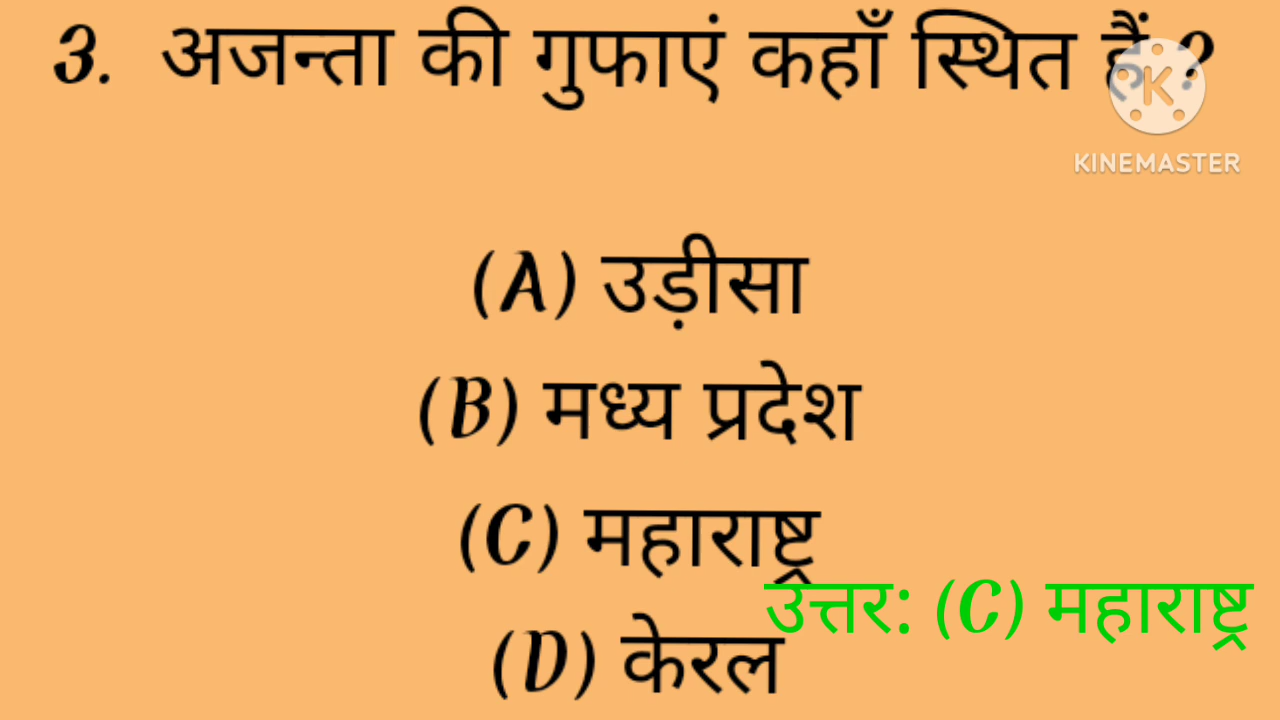 3. अजन्ता की गुफाएं कहाँ स्थित हैं ?
KINEMASTER
(A) उड़ीसा
(B) मध्य प्रदेश
(C) महाराष्ट्र
उत्तर: (C) महाराष्ट्र
(D) केरल